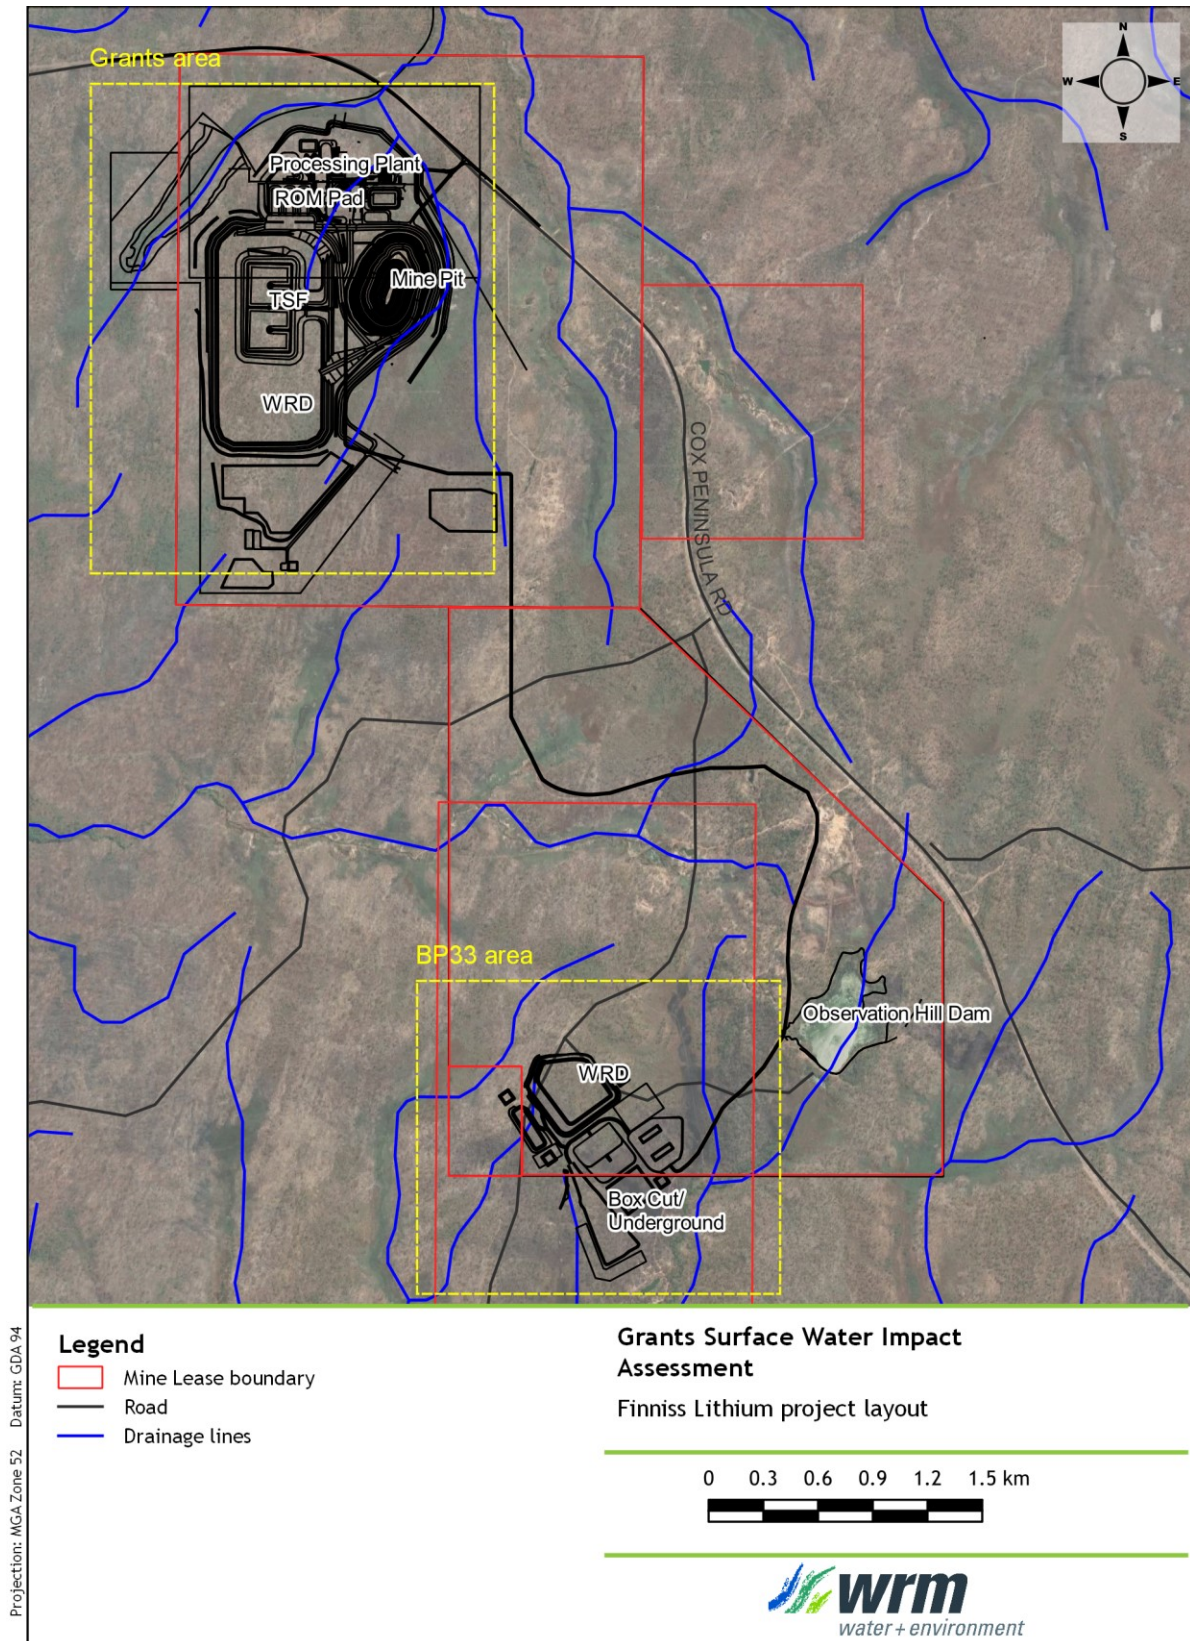 Grants area
N
W
E
S
Processing Plant
ROM Pad
Mine Pit
TSF
WRD
COX PENINSULA RD
BP33 area
Observation Hill Dam
WRD
Box Cut/
Underground
Projection: MGA Zone 52 Datum: GDA 94
Legend
Mine Lease boundary
Road
Drainage lines
Grants Surface Water Impact
Assessment
Finniss Lithium project layout
0 0.3 0.6 0.9 1.2 1.5 km
wrm
water + environment